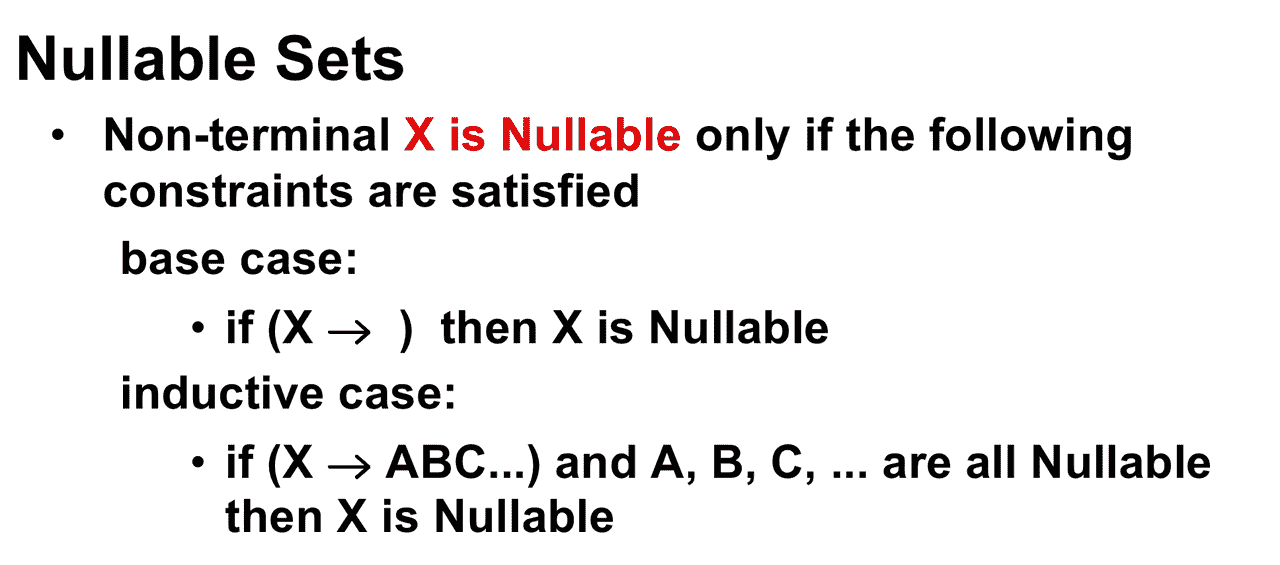 Nullable Sets
• Non-terminal X is Nullable only if the following
constraints are satisfied
base case:
• if (X → ) then X is Nullable
inductive case:
• if (X → ABC...) and A, B, C, ... are all Nullable
then X is Nullable